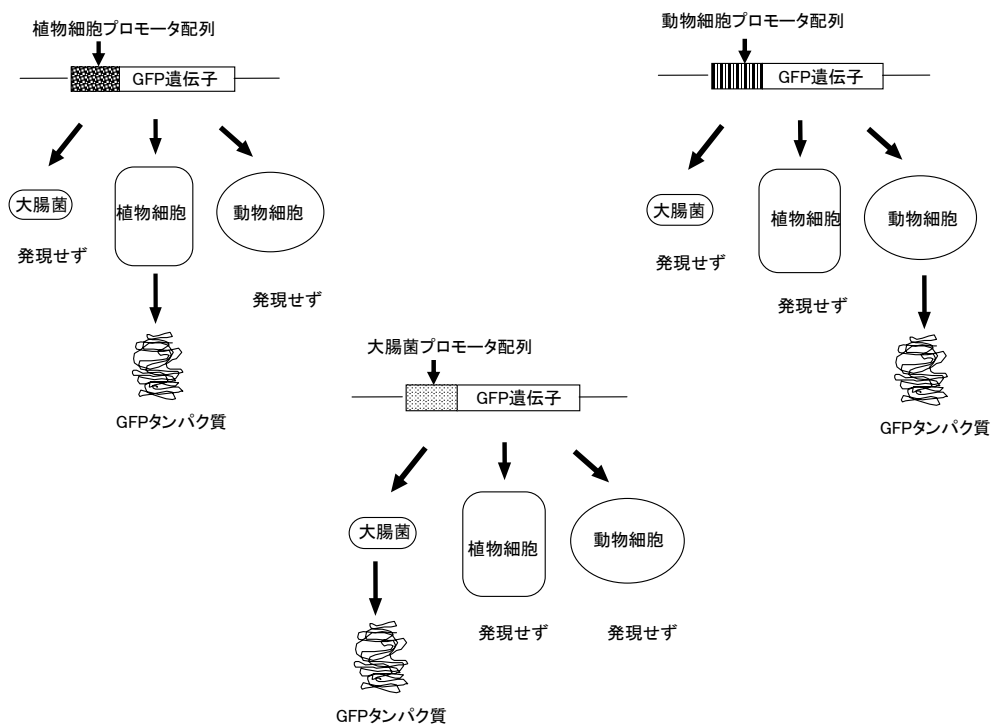 植物細胞プロモータ配列
GFP遺伝子
大腸菌
植物細胞
動物細胞
発現せず
発現せず
GFPタンパク質
動物細胞プロモータ配列
GFP遺伝子
大腸菌
植物細胞
動物細胞
発現せず
発現せず
GFPタンパク質
大腸菌プロモータ配列
GFP遺伝子
大腸菌
植物細胞
動物細胞
発現せず
発現せず
GFPタンパク質